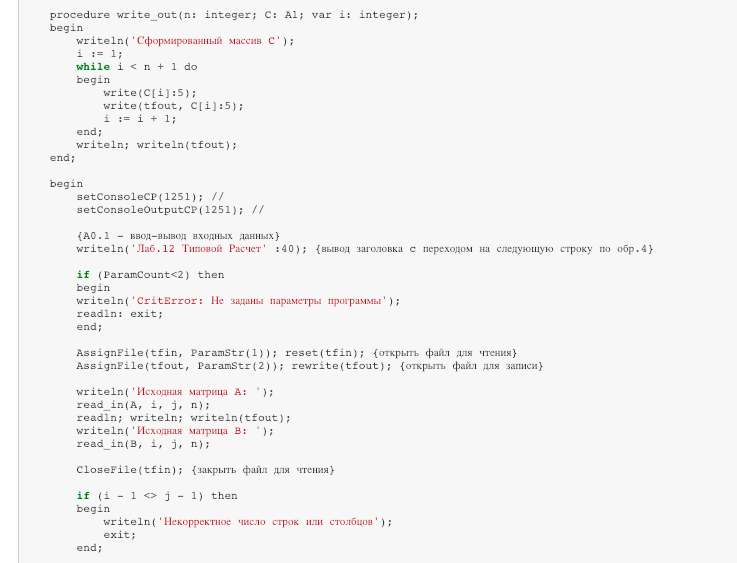 procedure write_out(n: integer; C: A1; var i: integer);
begin
    writeln('Сформированный массив C');
    i := 1;
    while i < n + 1 do
    begin
        write(C[i]:5);
        write(tfout, C[i]:5);
        i := i + 1;
    end;
    writeln; writeln(tfout);
end;

begin
    setConsoleCP(1251); //
    setConsoleOutputCP(1251); //

    {A0.1 - ввод-вывод входных данных}
    writeln('Лаб.12 Типовой Расчет' :40); {вывод заголовка с переходом на следующую строку по обр.4}

    if (ParamCount<2) then
    begin
    writeln('CritError: Не заданы параметры программы');
    readln: exit;
    end;

    AssignFile(tfin, ParamStr(1)); reset(tfin); {открыть файл для чтения}
    AssignFile(tfout, ParamStr(2)); rewrite(tfout); {открыть файл для записи}

    writeln('Исходная матрица A: ');
    read_in(A, i, j, n);
    readln; writeln; writeln(tfout);
    writeln('Исходная матрица B: ');
    read_in(B, i, j, n);

    CloseFile(tfin); {закрыть файл для чтения}

    if (i - 1 <> j - 1) then
    begin
        writeln('Некорректное число строк или столбцов');
        exit;
    end;